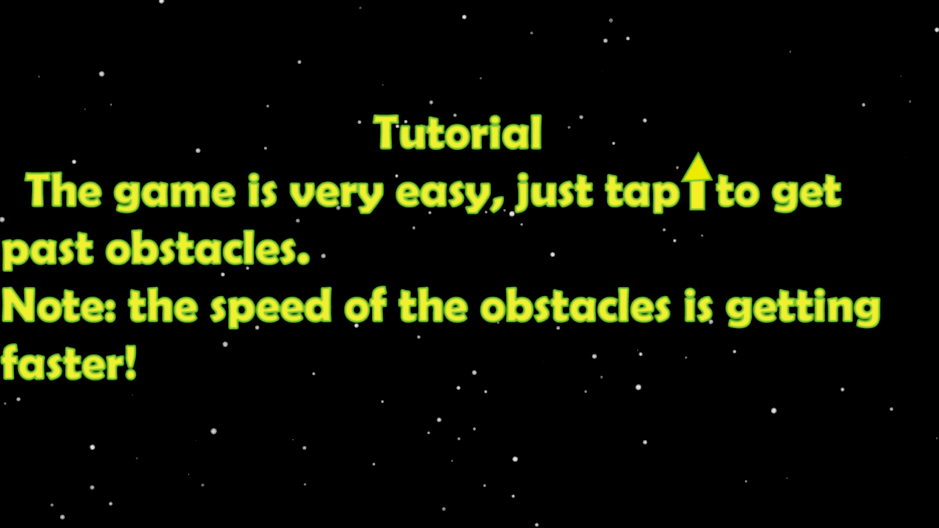 Tutorial
The game is very easy, just tap ⬆ to get
past obstacles.
Note: the speed of the obstacles is getting
faster!